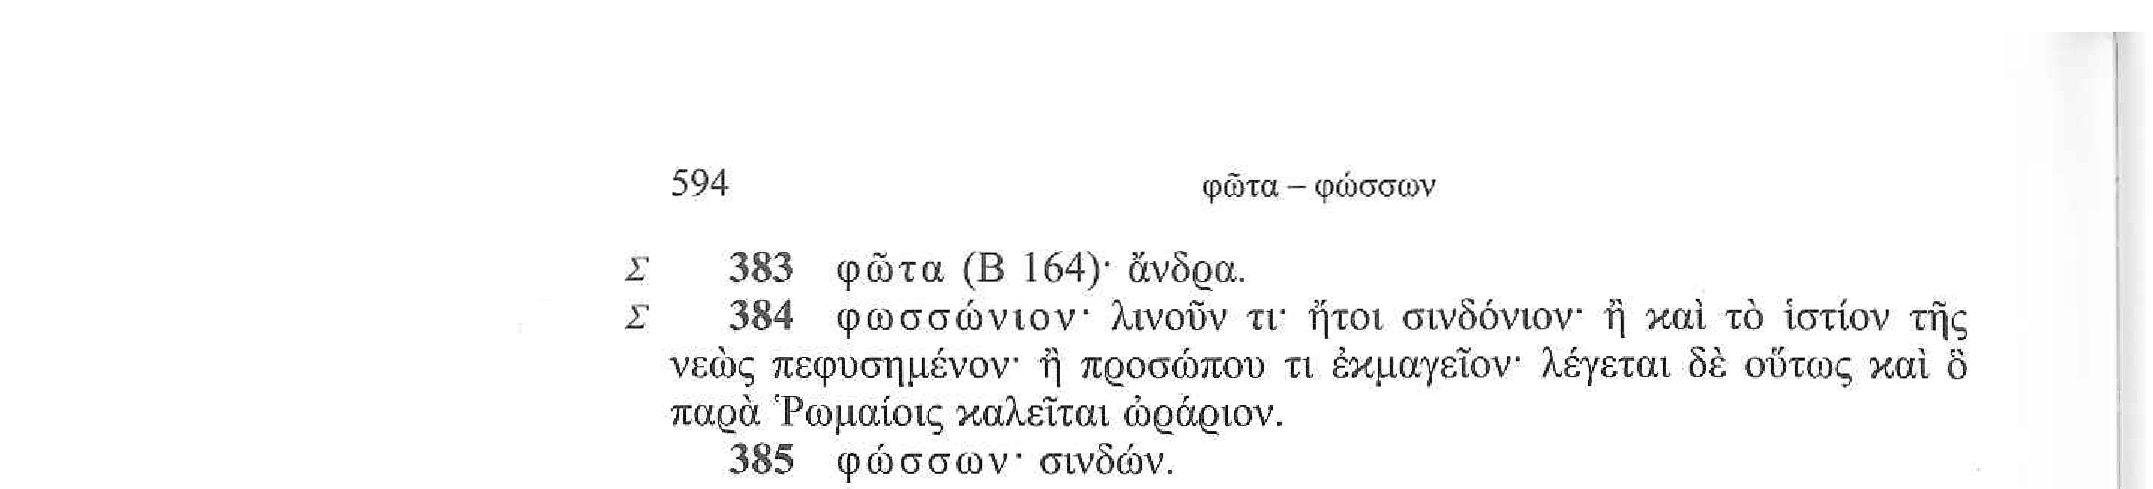 594 φῶτα – φώσσων
Σ 383 φῶτα (Β 164)· ἄνδρα.
Σ 384 φωσσώνιον· λινοῦν τι· ἤτοι σινδόνιον· ἢ καὶ τὸ ἱστίον τῆς
νεὼς πεφυσημένον· ἢ προσώπου τι ἐκμαγεῖον· λέγεται δὲ οὕτως καὶ ὃ
παρὰ Ῥωμαίοις καλεῖται ὠράριον.
385 φώσσων· σινδών.